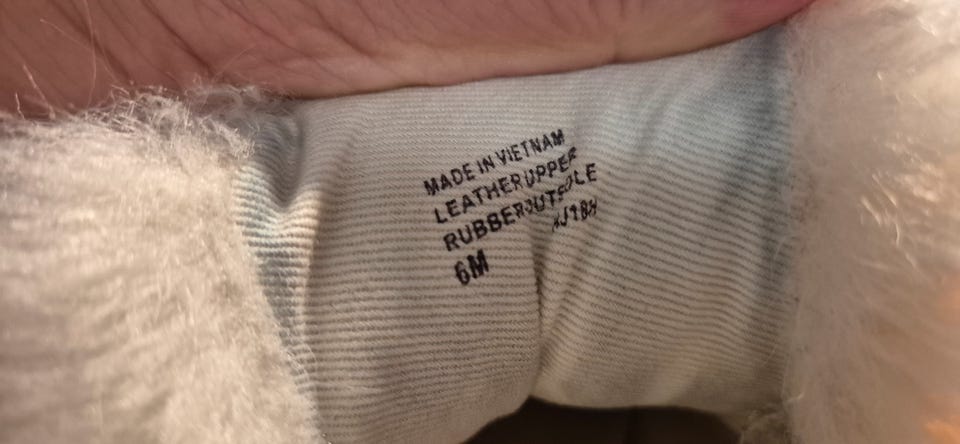 MADE IN VIETNAM
LEATHER UPPER
RUBBER OUTSOLE
6M